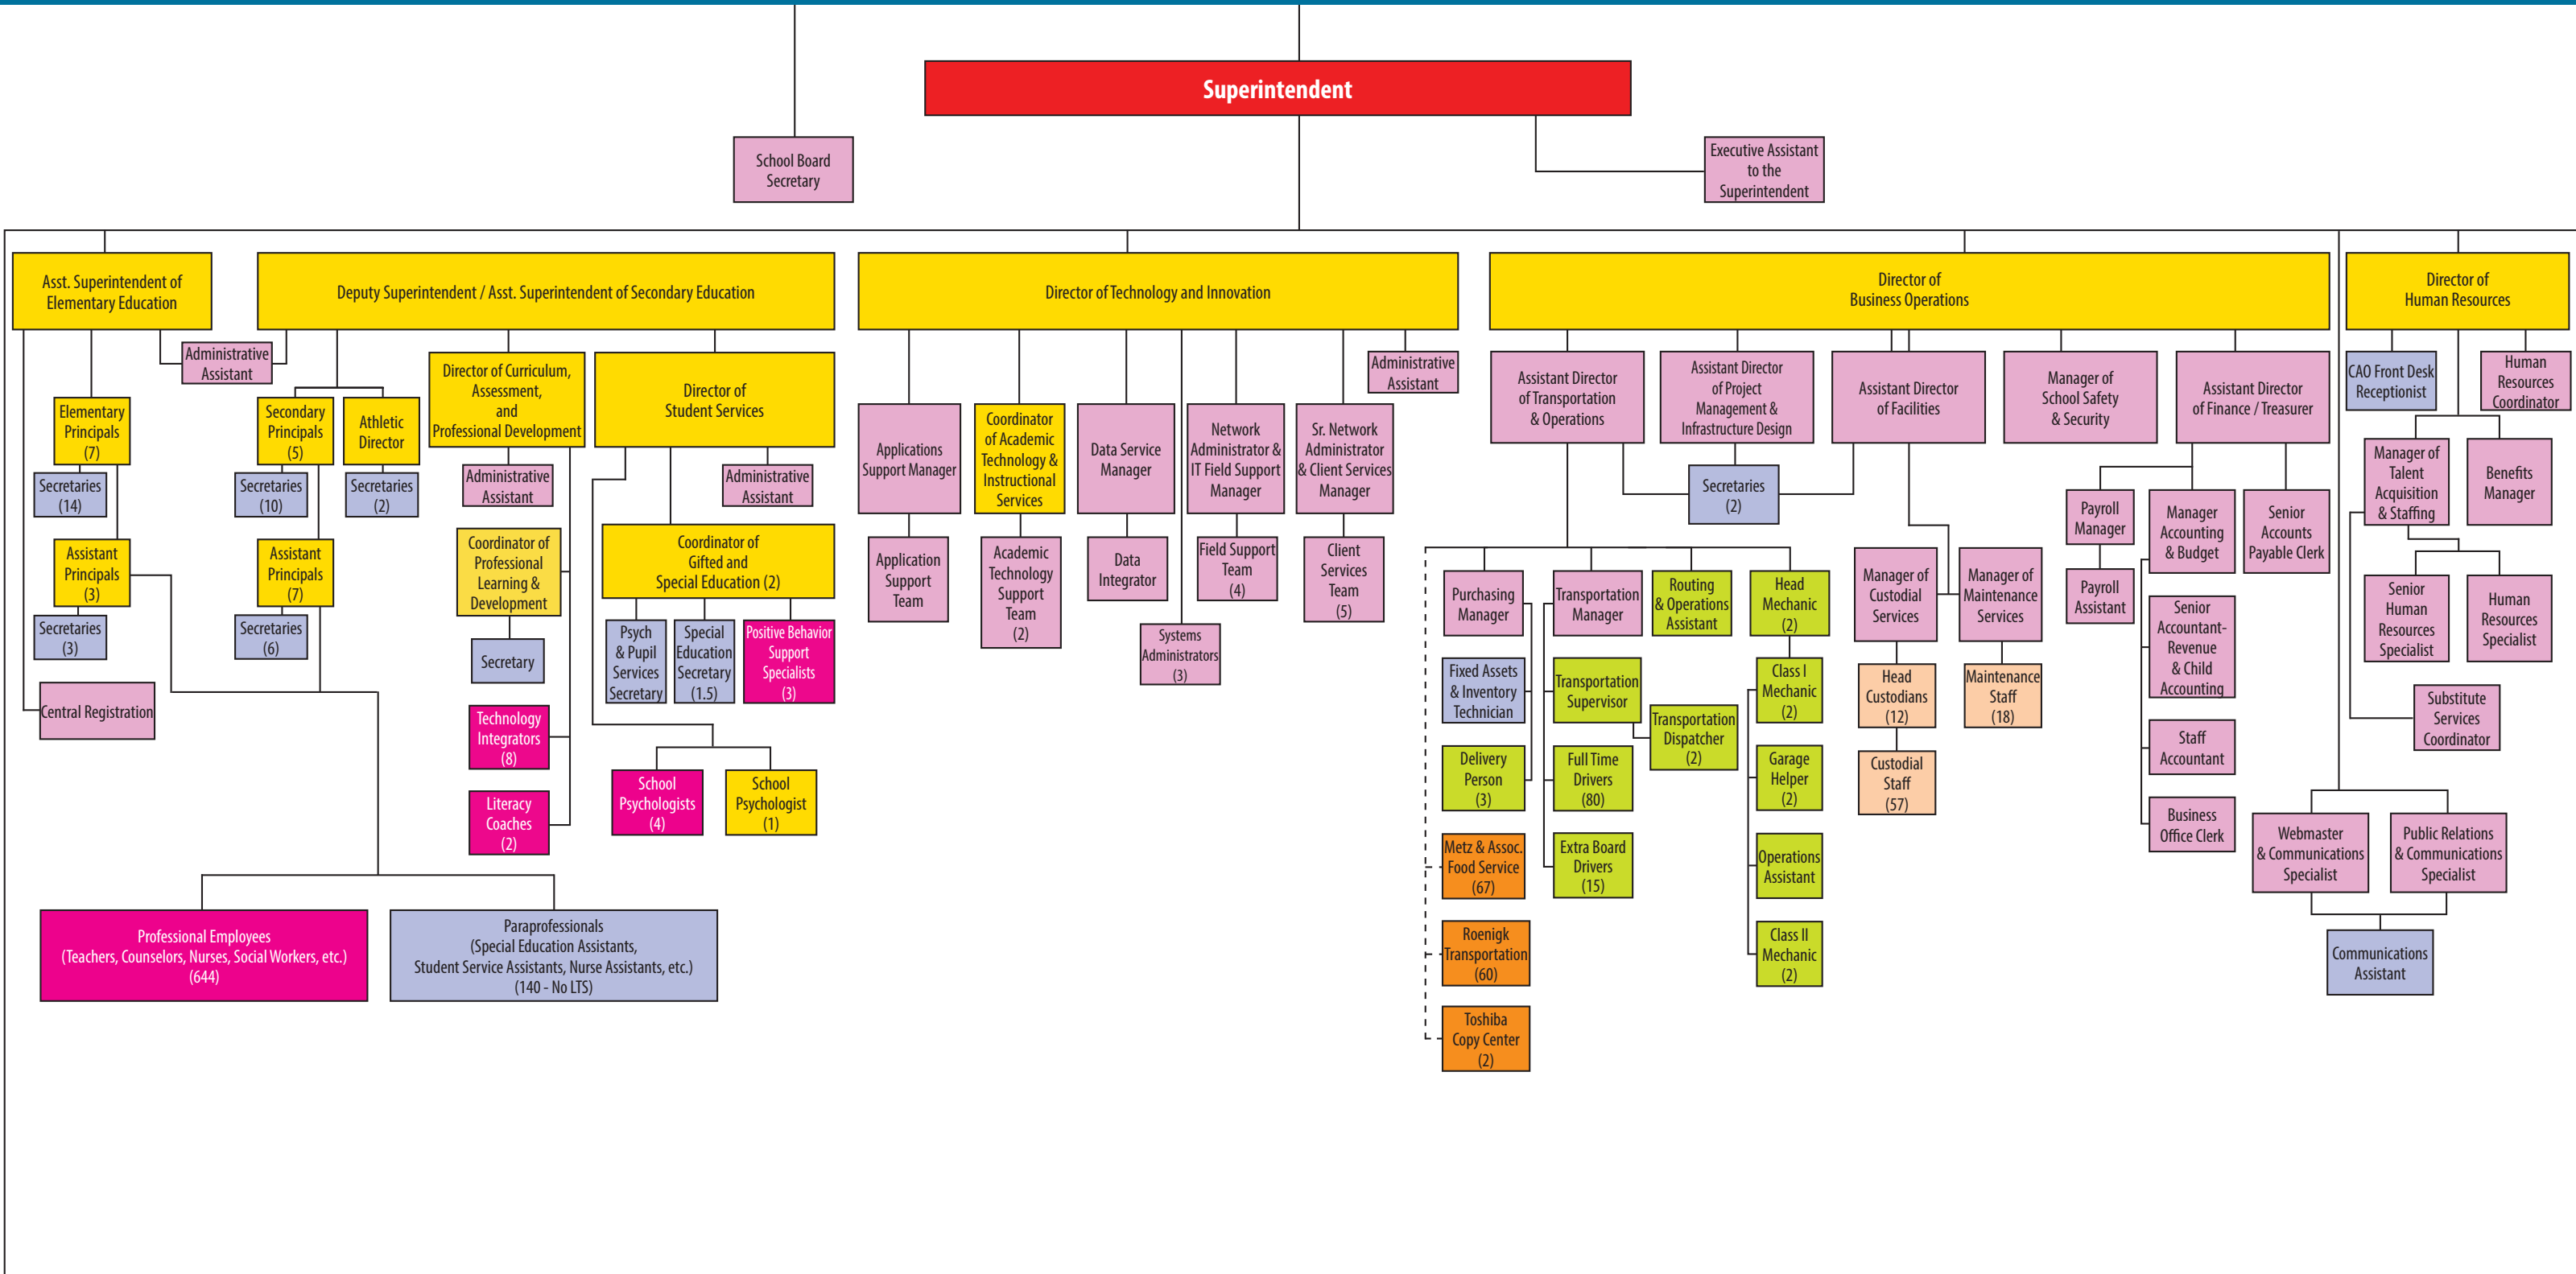 Superintendent
School Board
Secretary
Executive Assistant
to the
Superintendent
Asst. Superintendent of
Elementary Education
Administrative
Assistant
Elementary
Principals
(7)
Secretaries
(14)
Assistant
Principals
(3)
Secretaries
(3)
Central Registration
Deputy Superintendent / Asst. Superintendent of Secondary Education
Secondary
Principals
(5)
Secretaries
(10)
Assistant
Principals
(7)
Secretaries
(6)
Athletic
Director
Secretaries
(2)
Professional Employees
(Teachers, Counselors, Nurses, Social Workers, etc.)
(644)
Paraprofessionals
(Special Education Assistants,
Student Service Assistants, Nurse Assistants, etc.)
(140 - No LTS)
Director of Curriculum,
Assessment,
and
Professional Development
Administrative
Assistant
Coordinator of
Professional
Learning &
Development
Secretary
Technology
Integrators
(8)
Literacy
Coaches
(2)
Director of
Student Services
Administrative
Assistant
Coordinator of
Gifted and
Special Education (2)
Psych
& Pupil
Services
Secretary
Special
Education
Secretary
(1.5)
Positive Behavior
Support
Specialists
(3)
School
Psychologists
(4)
School
Psychologist
(1)
Director of Technology and Innovation
Administrative
Assistant
Applications
Support Manager
Application
Support
Team
Coordinator
of Academic
Technology &
Instructional
Services
Academic
Technology
Support
Team
(2)
Data Service
Manager
Data
Integrator
Systems
Administrators
(3)
Network
Administrator &
IT Field Support
Manager
Field Support
Team
(4)
Sr. Network
Administrator
& Client Services
Manager
Client
Services
Team
(5)
Director of
Business Operations
Assistant Director
of Transportation
& Operations
Assistant Director
of Project
Management &
Infrastructure Design
Assistant Director
of Facilities
Manager of
School Safety
& Security
Assistant Director
of Finance / Treasurer
Secretaries
(2)
Purchasing
Manager
Fixed Assets
& Inventory
Technician
Delivery
Person
(3)
Metz & Assoc.
Food Service
(67)
Roenigk
Transportation
(60)
Toshiba
Copy Center
(2)
Transportation
Manager
Transportation
Supervisor
Transportation
Dispatcher
(2)
Full Time
Drivers
(80)
Extra Board
Drivers
(15)
Routing
& Operations
Assistant
Head
Mechanic
(2)
Class I
Mechanic
(2)
Garage
Helper
(2)
Operations
Assistant
Class II
Mechanic
(2)
Manager of
Custodial
Services
Head
Custodians
(12)
Custodial
Staff
(57)
Manager of
Maintenance
Services
Maintenance
Staff
(18)
Payroll
Manager
Payroll
Assistant
Manager
Accounting
& Budget
Senior
Accountant-
Revenue
& Child
Accounting
Staff
Accountant
Business
Office Clerk
Senior
Accounts
Payable Clerk
Director of
Human Resources
CAO Front Desk
Receptionist
Human
Resources
Coordinator
Manager of
Talent
Acquisition
& Staffing
Benefits
Manager
Senior
Human
Resources
Specialist
Human
Resources
Specialist
Substitute
Services
Coordinator
Webmaster
& Communications
Specialist
Public Relations
& Communications
Specialist
Communications
Assistant